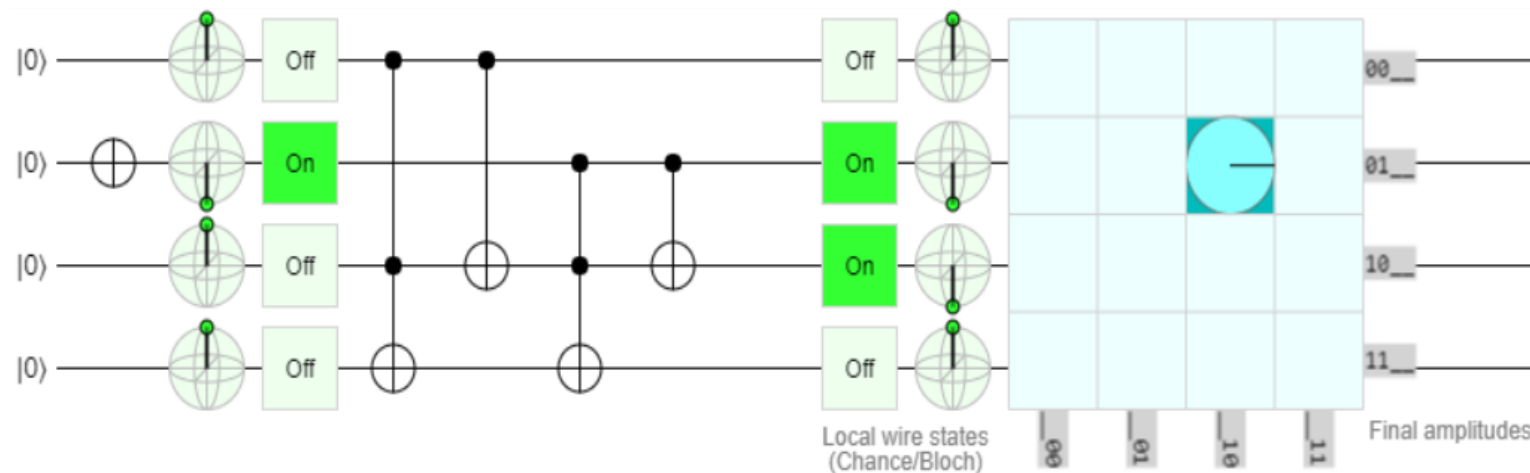 |0⟩ Off Off 00__
|0⟩ On On 01__
|0⟩ Off On 10__
|0⟩ Off Off 11__
Local wire states
(Chance/Bloch)
__00 __01 __10 __11
Final amplitudes